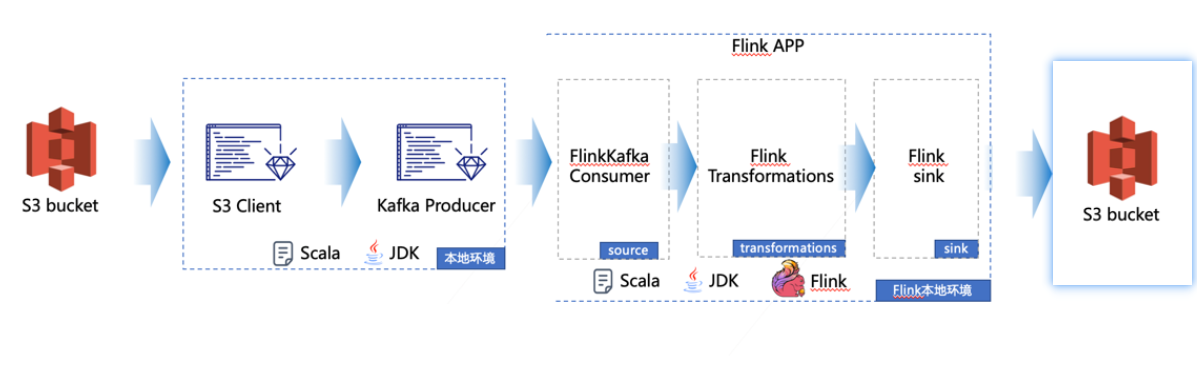 Flink APP
S3 bucket
S3 Client
Kafka Producer
Scala
JDK
本地环境
FlinkKafka
Consumer
source
Flink
Transformations
transformations
Flink
sink
sink
Scala
JDK
Flink
Flink本地环境
S3 bucket